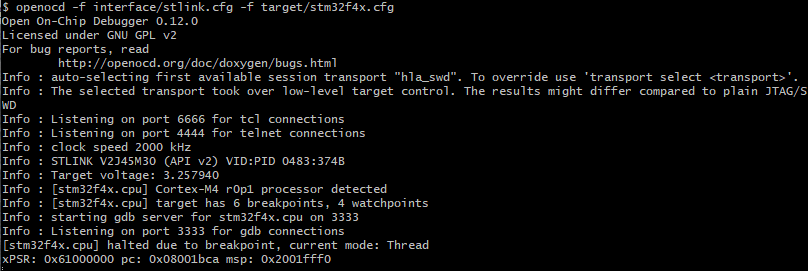 $ openocd -f interface/stlink.cfg -f target/stm32f4x.cfg
Open On-Chip Debugger 0.12.0
Licensed under GNU GPL v2
For bug reports, read
http://openocd.org/doc/doxygen/bugs.html
Info : auto-selecting first available session transport "hla_swd". To override use 'transport select <transport>'.
Info : The selected transport took over low-level target control. The results might differ compared to plain JTAG/S
WD
Info : Listening on port 6666 for tcl connections
Info : Listening on port 4444 for telnet connections
Info : clock speed 2000 kHz
Info : STLINK V2J45M30 (API v2) VID:PID 0483:374B
Info : Target voltage: 3.257940
Info : [stm32f4x.cpu] Cortex-M4 r0p1 processor detected
Info : [stm32f4x.cpu] target has 6 breakpoints, 4 watchpoints
Info : starting gdb server for stm32f4x.cpu on 3333
Info : Listening on port 3333 for gdb connections
[stm32f4x.cpu] halted due to breakpoint, current mode: Thread
xPSR: 0x61000000 pc: 0x08001bca msp: 0x2001fff0